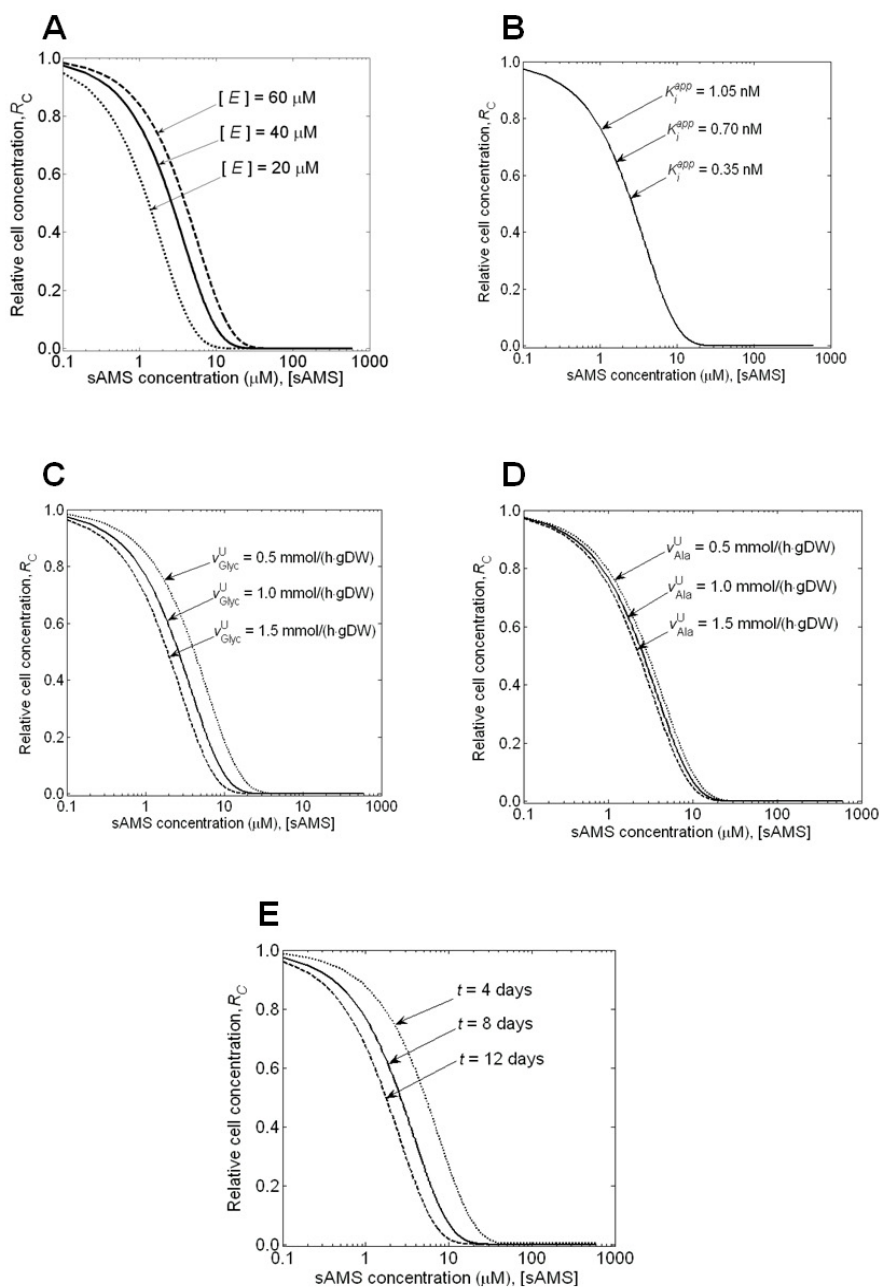 A
Relative cell concentration, R_C
1.0
0.8
0.6
0.4
0.2
0.0
[ E ] = 60 μM
[ E ] = 40 μM
[ E ] = 20 μM
0.1 1 10 100 1000
sAMS concentration (μM), [sAMS]
B
Relative cell concentration, R_C
1.0
0.8
0.6
0.4
0.2
0.0
K_i^app = 1.05 nM
K_i^app = 0.70 nM
K_i^app = 0.35 nM
0.1 1 10 100 1000
sAMS concentration (μM), [sAMS]
C
Relative cell concentration, R_C
1.0
0.8
0.6
0.4
0.2
0.0
v_Glyc^U = 0.5 mmol/(h·gDW)
v_Glyc^U = 1.0 mmol/(h·gDW)
v_Glyc^U = 1.5 mmol/(h·gDW)
0.1 1 10 100 1000
sAMS concentration (μM), [sAMS]
D
Relative cell concentration, R_C
1.0
0.8
0.6
0.4
0.2
0.0
v_Ala^U = 0.5 mmol/(h·gDW)
v_Ala^U = 1.0 mmol/(h·gDW)
v_Ala^U = 1.5 mmol/(h·gDW)
0.1 1 10 100 1000
sAMS concentration (μM), [sAMS]
E
Relative cell concentration, R_C
1.0
0.8
0.6
0.4
0.2
0.0
t = 4 days
t = 8 days
t = 12 days
0.1 1 10 100 1000
sAMS concentration (μM), [sAMS]